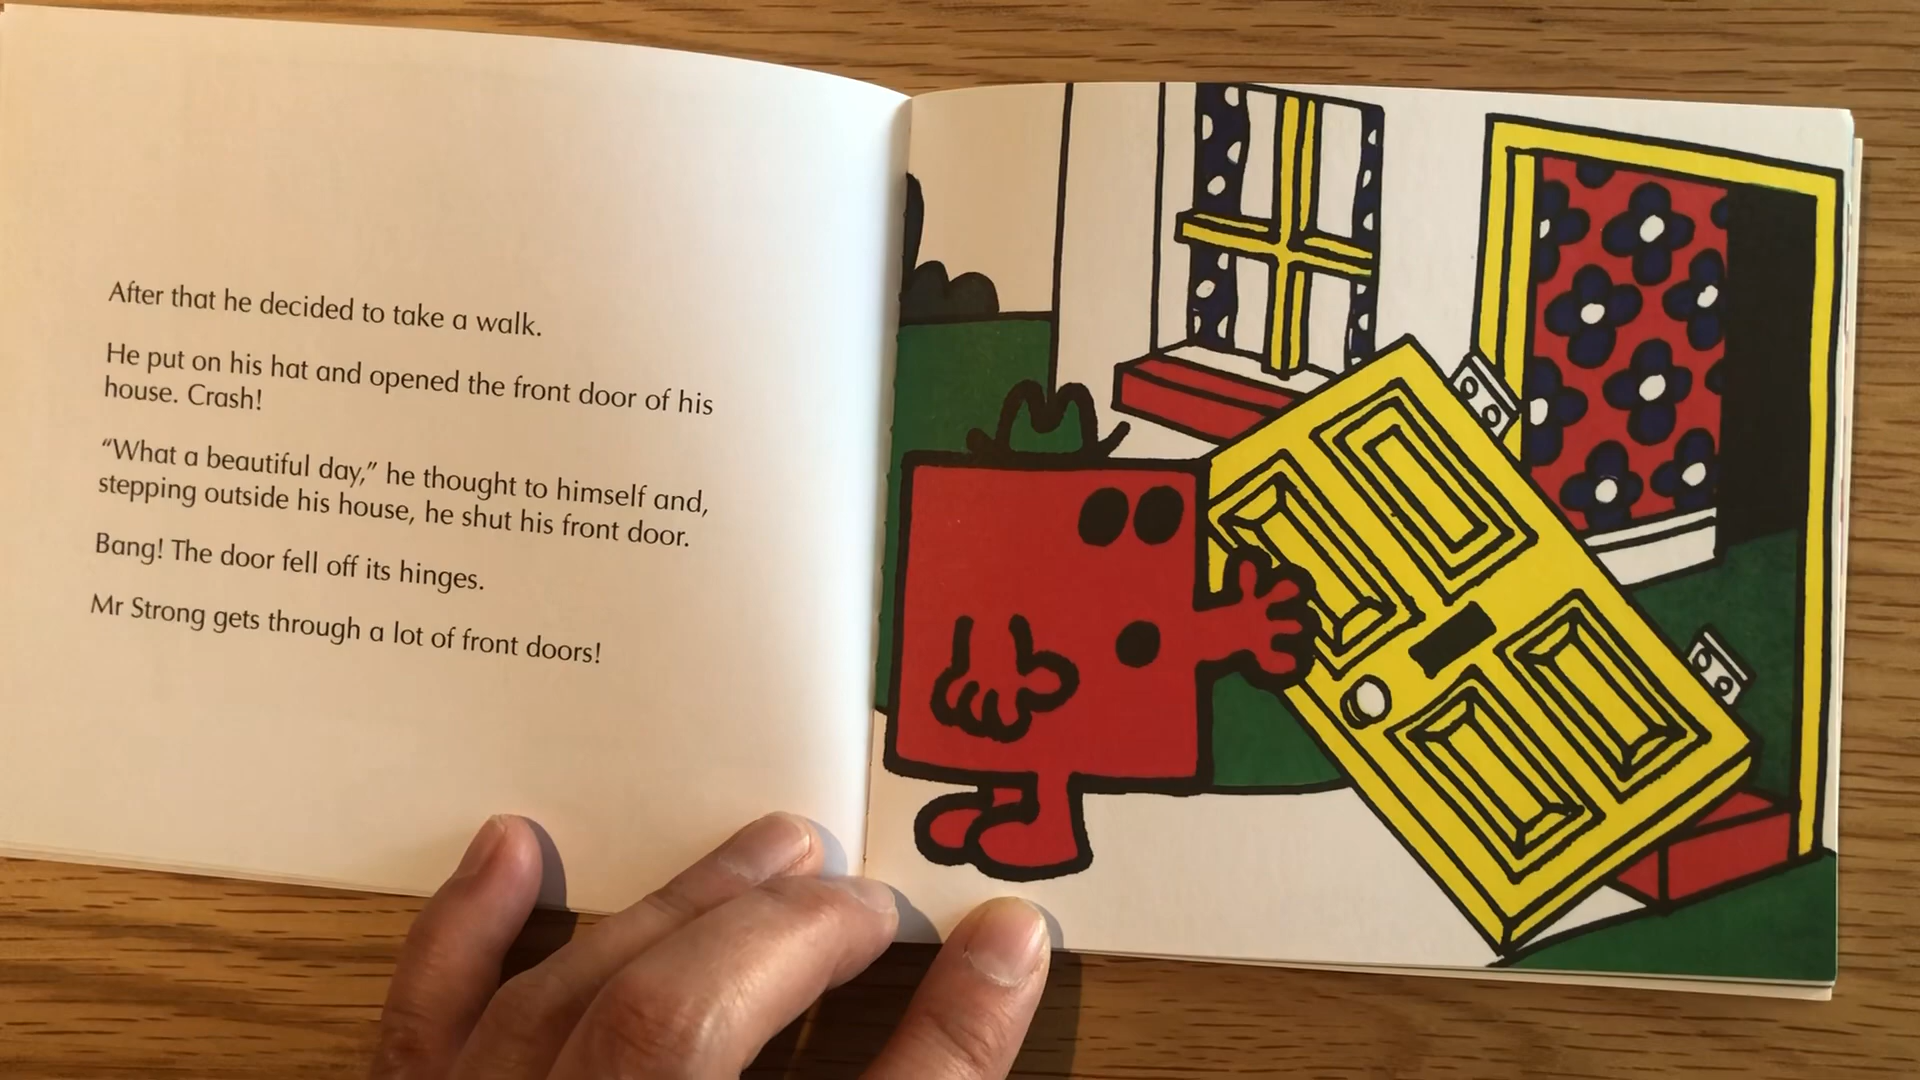 After that he decided to take a walk.
He put on his hat and opened the front door of his
house. Crash!
“What a beautiful day,” he thought to himself and,
stepping outside his house, he shut his front door.
Bang! The door fell off its hinges.
Mr Strong gets through a lot of front doors!